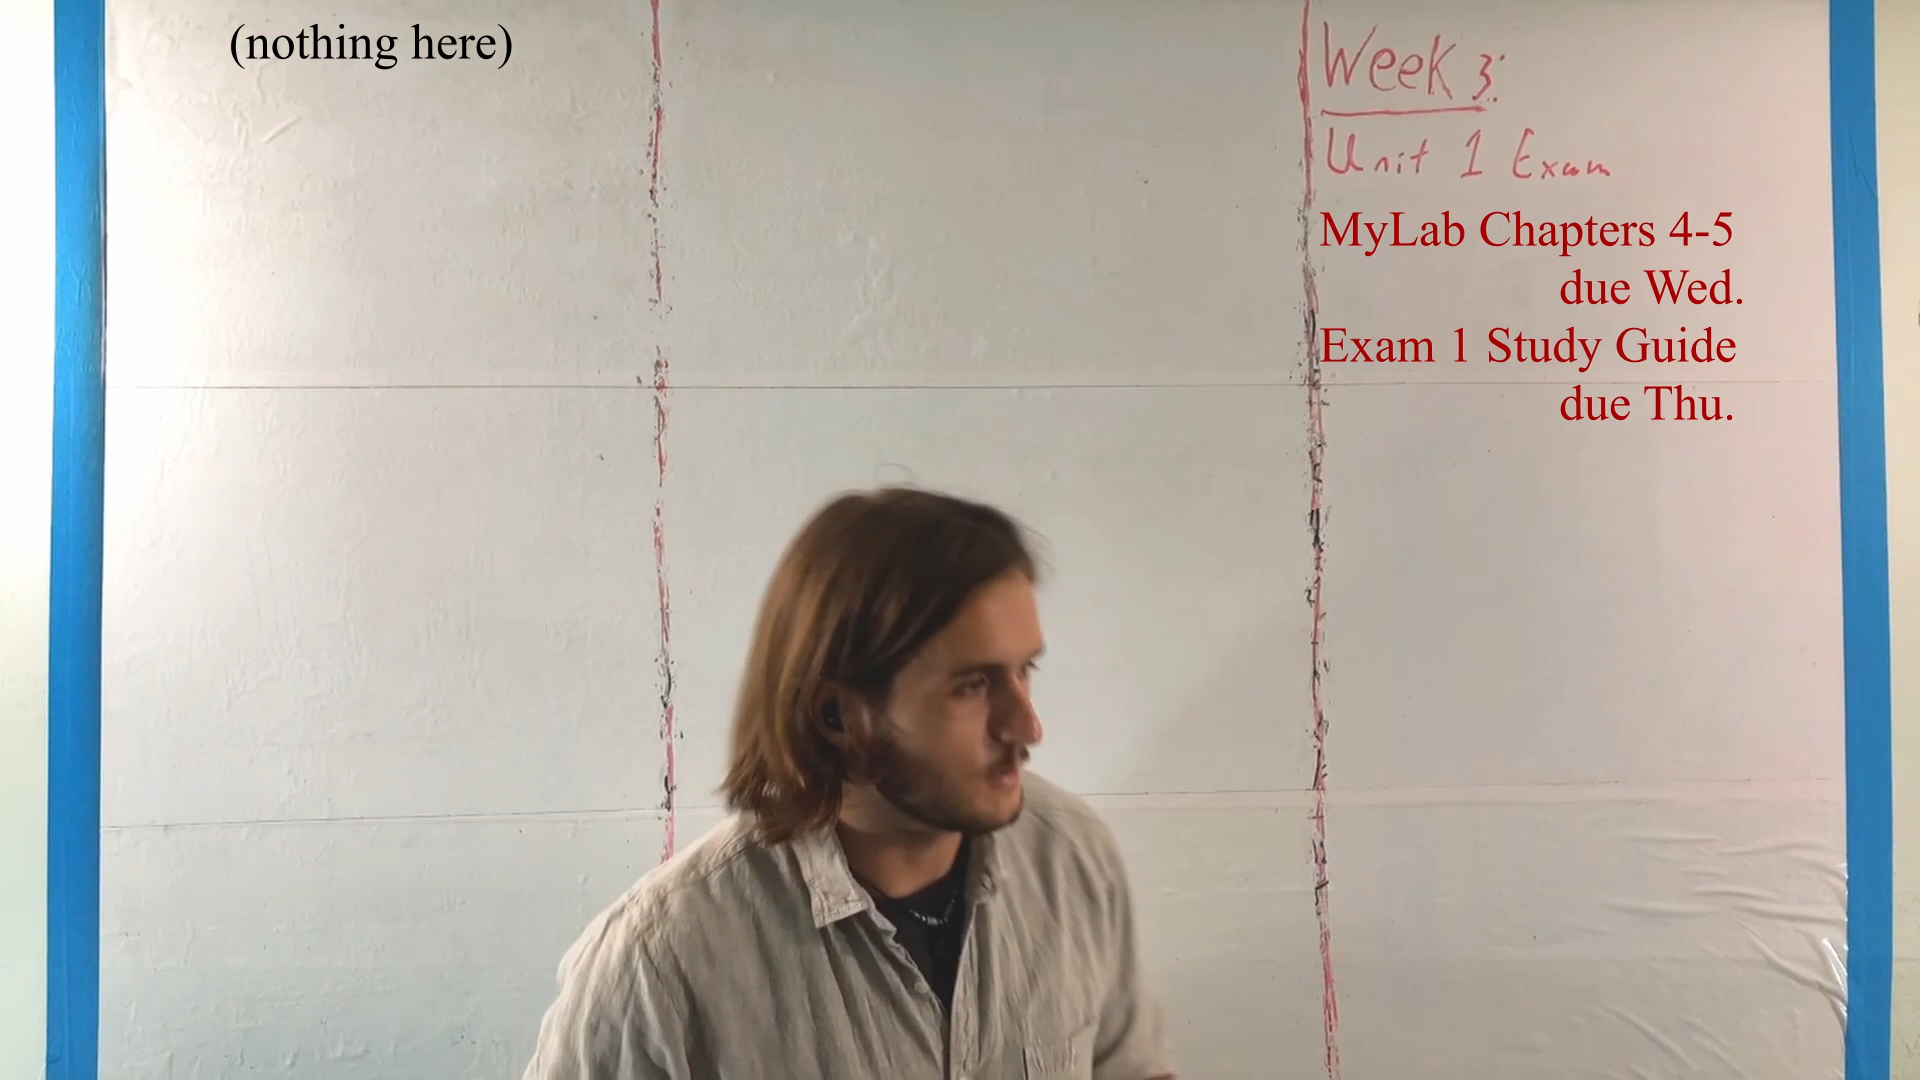 (nothing here)
Week 3:
Unit 1 Exam
MyLab Chapters 4-5
due Wed.
Exam 1 Study Guide
due Thu.